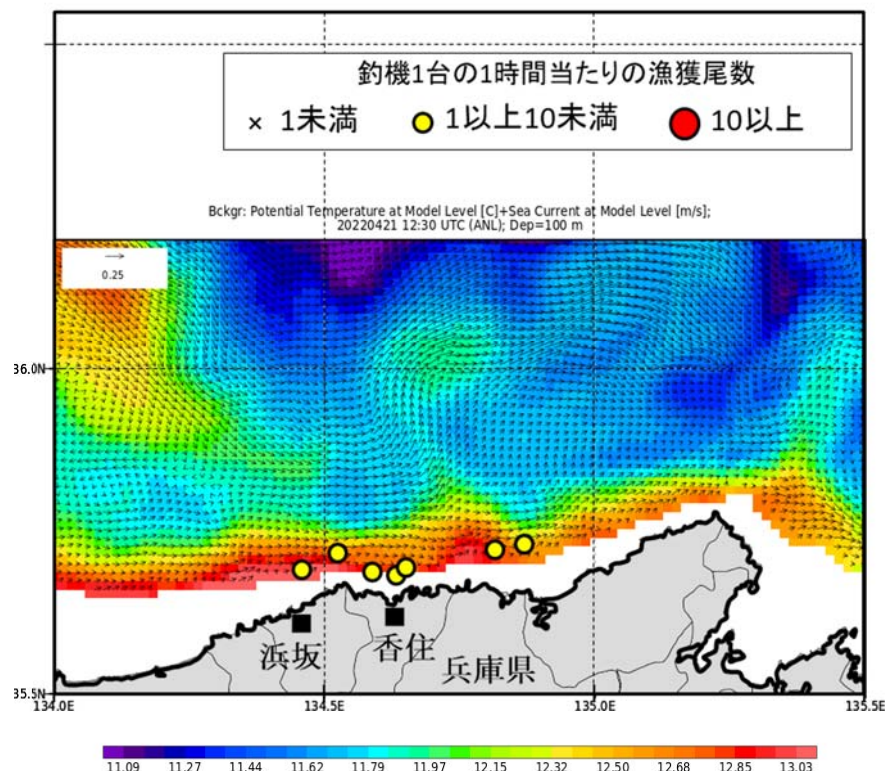 釣機1台の1時間当たりの漁獲尾数
× 1未満 1以上10未満 10以上
Bckgr: Potential Temperature at Model Level [C]+Sea Current at Model Level [m/s];
20220421 12:30 UTC (ANL); Dep=100 m
0.25
36.0N
浜坂 香住 兵庫県
35.5N
134.0E 134.5E 135.0E 135.5E
11.09 11.27 11.44 11.62 11.79 11.97 12.15 12.32 12.50 12.68 12.85 13.03